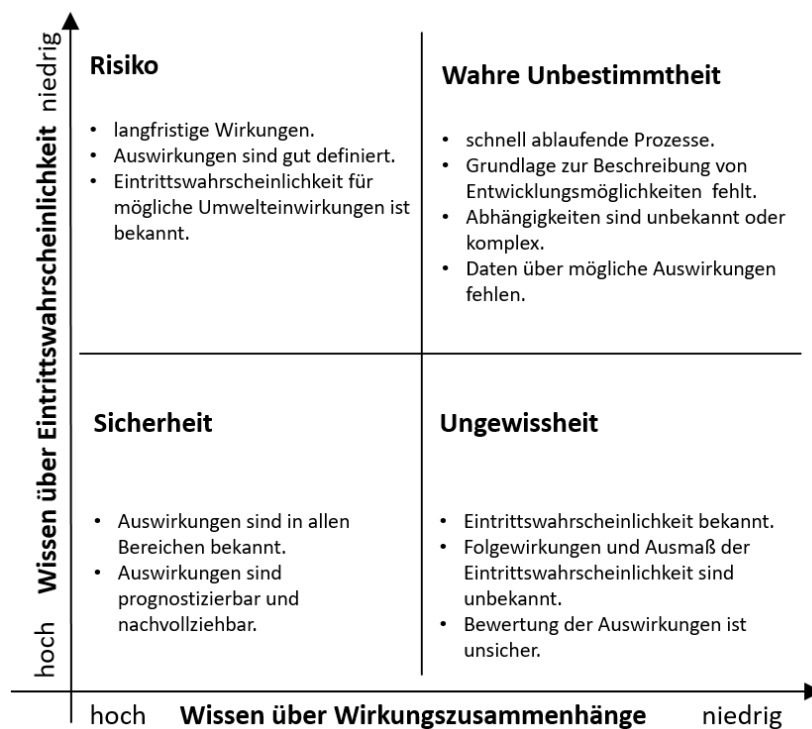 Risiko
• langfristige Wirkungen.
• Auswirkungen sind gut definiert.
• Eintrittswahrscheinlichkeit für
mögliche Umwelteinwirkungen ist
bekannt.
Wahre Unbestimmtheit
• schnell ablaufende Prozesse.
• Grundlage zur Beschreibung von
Entwicklungsmöglichkeiten fehlt.
• Abhängigkeiten sind unbekannt oder
komplex.
• Daten über mögliche Auswirkungen
fehlen.
Sicherheit
• Auswirkungen sind in allen
Bereichen bekannt.
• Auswirkungen sind
prognostizierbar und
nachvollziehbar.
Ungewissheit
• Eintrittswahrscheinlichkeit bekannt.
• Folgewirkungen und Ausmaß der
Eintrittswahrscheinlichkeit sind
unbekannt.
• Bewertung der Auswirkungen ist
unsicher.
hoch Wissen über Eintrittswahrscheinlichkeit niedrig
hoch Wissen über Wirkungszusammenhänge niedrig